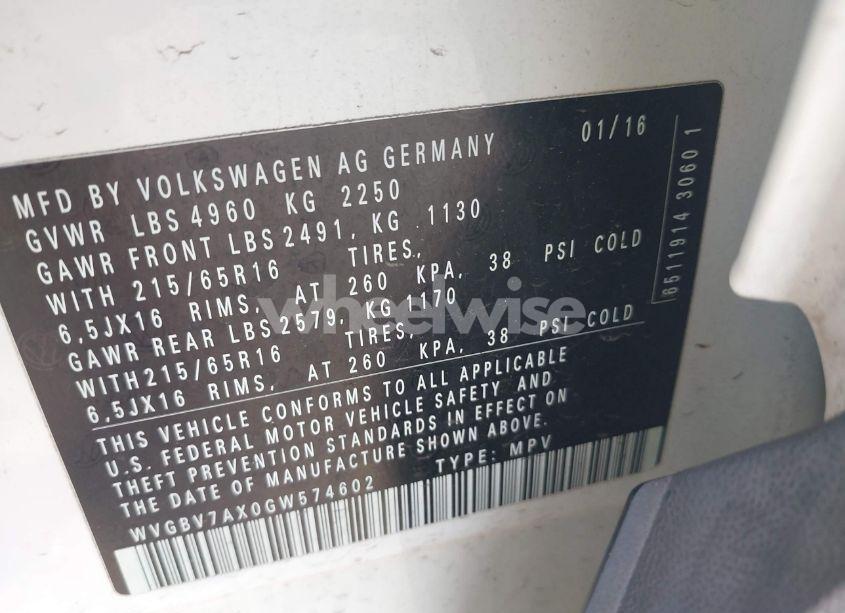 MFD BY VOLKSWAGEN AG GERMANY 01/16
GVWR LBS 4960 KG 2250
GAWR FRONT LBS 2491, KG .1130
WITH 215/65R16 TIRES,
6,5JX16 RIMS, AT 260 KPA, 38 PSI COLD
GAWR REAR LBS 2579, KG 1170
WITH 215/65R16 TIRES,
6,5JX16 RIMS, AT 260 KPA, 38 PSI COLD
THIS VEHICLE CONFORMS TO ALL APPLICABLE
U.S. FEDERAL MOTOR VEHICLE SAFETY AND
THEFT PREVENTION STANDARDS IN EFFECT ON
THE DATE OF MANUFACTURE SHOWN ABOVE.
WVGBV7AX0GW574602 TYPE: MPV
6511914 30601
wheelwise